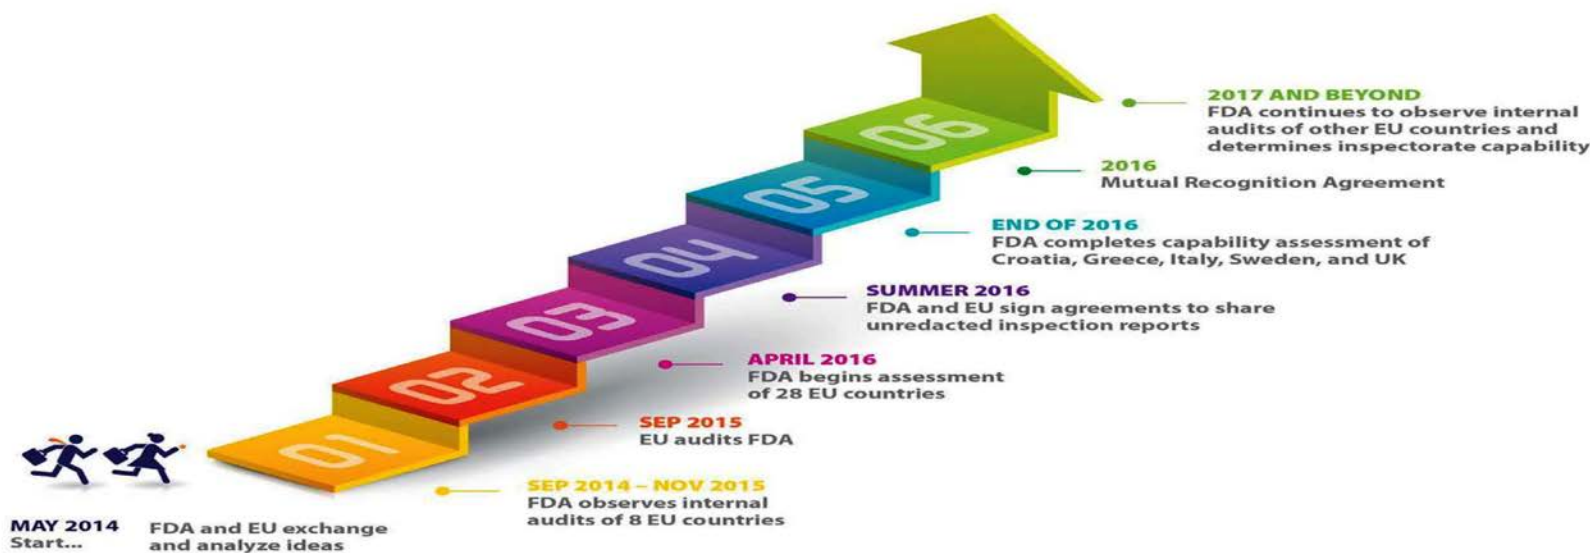 2017 AND BEYOND
FDA continues to observe internal
audits of other EU countries and
determines inspectorate capability
06
2016
Mutual Recognition Agreement
05
END OF 2016
FDA completes capability assessment of
Croatia, Greece, Italy, Sweden, and UK
04
SUMMER 2016
FDA and EU sign agreements to share
unredacted inspection reports
03
APRIL 2016
FDA begins assessment
of 28 EU countries
02
SEP 2015
EU audits FDA
01
SEP 2014 – NOV 2015
FDA observes internal
audits of 8 EU countries
MAY 2014
Start...
FDA and EU exchange
and analyze ideas